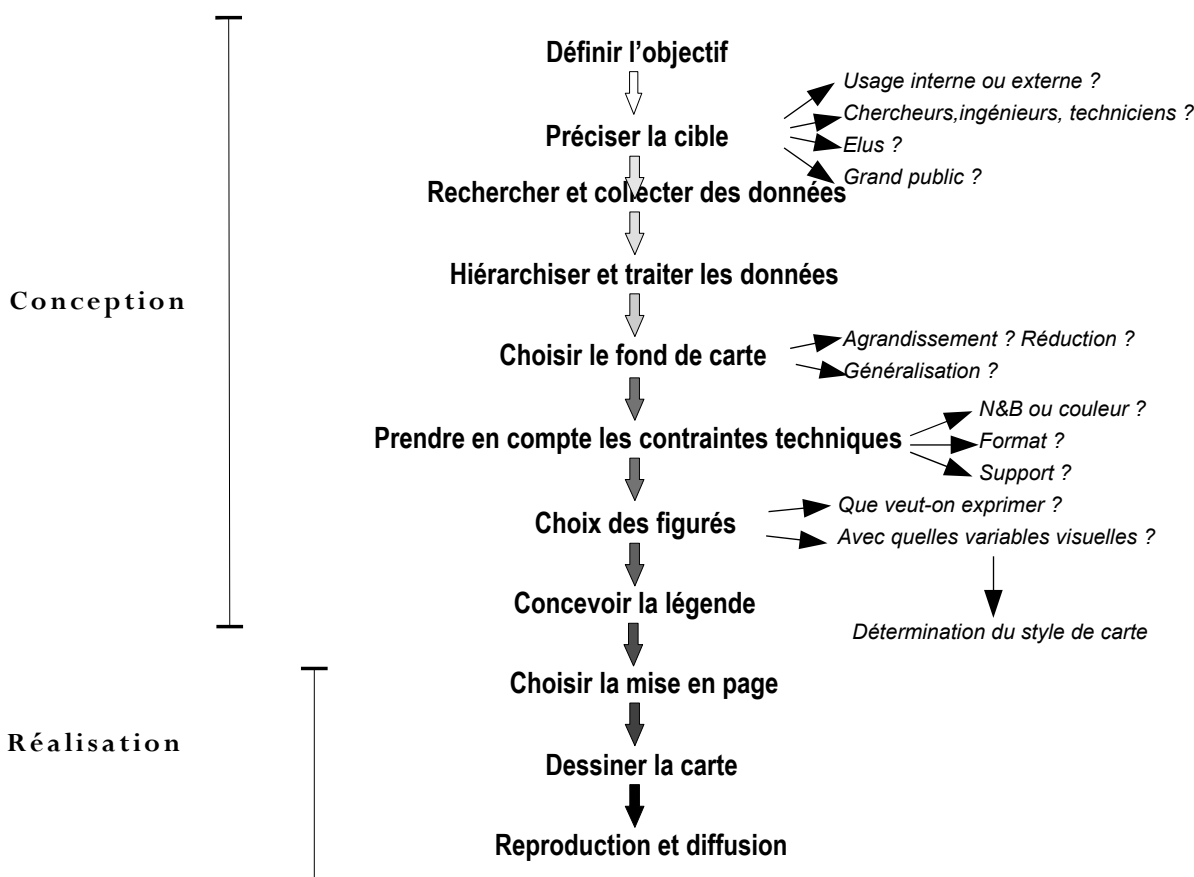 Définir l'objectif
Usage interne ou externe ?
Chercheurs,ingénieurs, techniciens ?
Préciser la cible
Elus ?
Grand public ?
Rechercher et collecter des données
Hiérarchiser et traiter les données
Conception
Choisir le fond de carte
Agrandissement ? Réduction ?
Généralisation ?
Prendre en compte les contraintes techniques
N&B ou couleur ?
Format ?
Support ?
Choix des figurés
Que veut-on exprimer ?
Avec quelles variables visuelles ?
Concevoir la légende
Détermination du style de carte
Choisir la mise en page
Réalisation
Dessiner la carte
Reproduction et diffusion